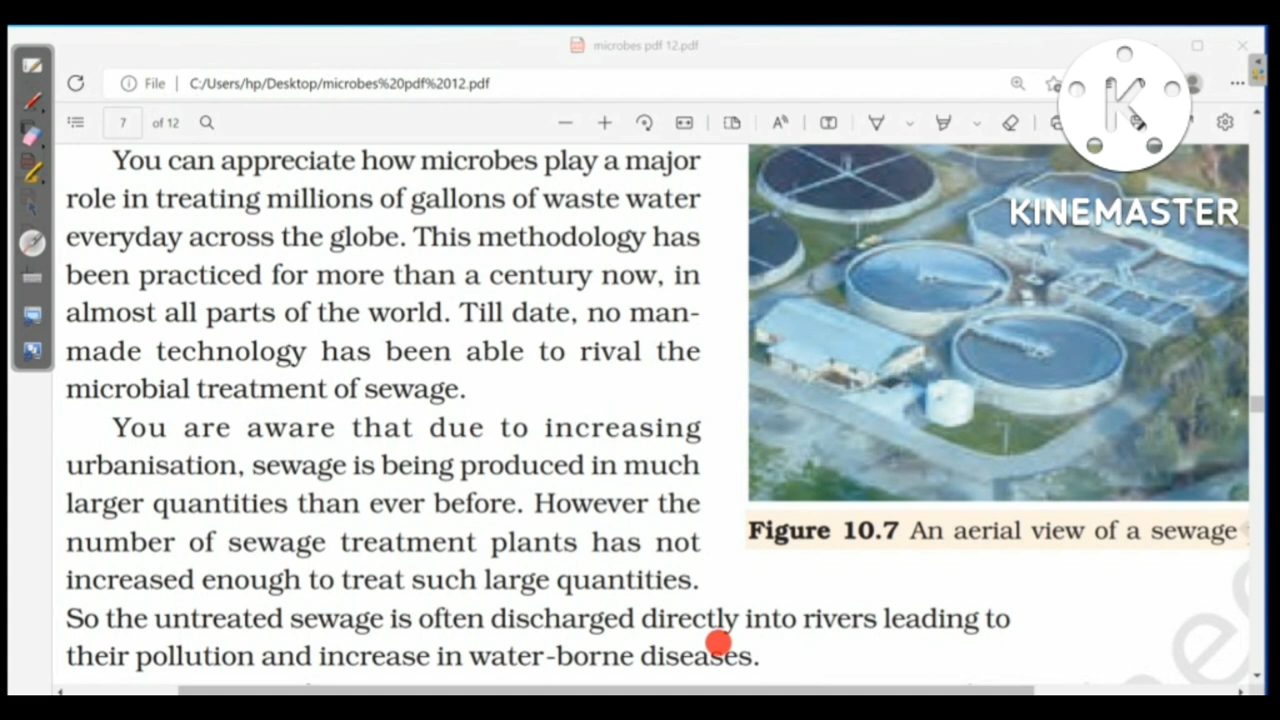 microbes pdf 12.pdf
File | C:/Users/hp/Desktop/microbes%20pdf%2012.pdf
7 of 12
K
KINEMASTER
You can appreciate how microbes play a major
role in treating millions of gallons of waste water
everyday across the globe. This methodology has
been practiced for more than a century now, in
almost all parts of the world. Till date, no man-
made technology has been able to rival the
microbial treatment of sewage.
You are aware that due to increasing
urbanisation, sewage is being produced in much
larger quantities than ever before. However the
number of sewage treatment plants has not
increased enough to treat such large quantities.
So the untreated sewage is often discharged directly into rivers leading to
their pollution and increase in water-borne diseases.
Figure 10.7 An aerial view of a sewage